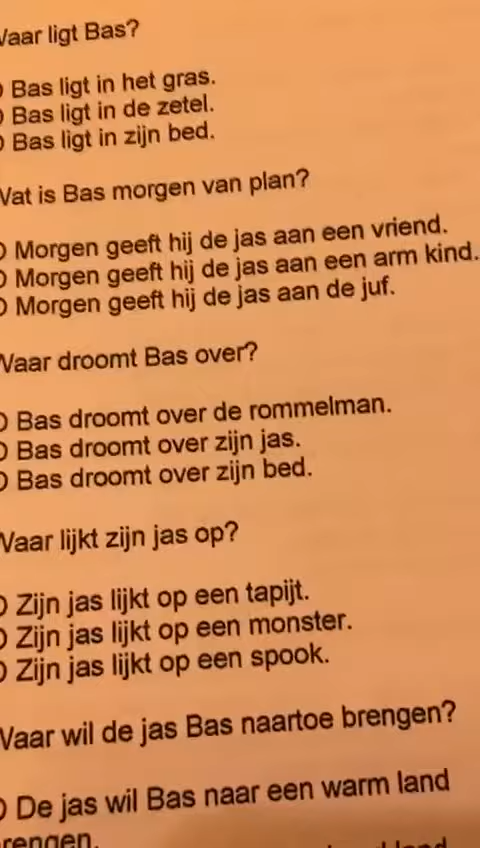 Waar ligt Bas?
O Bas ligt in het gras.
O Bas ligt in de zetel.
O Bas ligt in zijn bed.
Wat is Bas morgen van plan?
O Morgen geeft hij de jas aan een vriend.
O Morgen geeft hij de jas aan een arm kind.
O Morgen geeft hij de jas aan de juf.
Waar droomt Bas over?
O Bas droomt over de rommelman.
O Bas droomt over zijn jas.
O Bas droomt over zijn bed.
Waar lijkt zijn jas op?
O Zijn jas lijkt op een tapijt.
O Zijn jas lijkt op een monster.
O Zijn jas lijkt op een spook.
Waar wil de jas Bas naartoe brengen?
O De jas wil Bas naar een warm land
brengen.